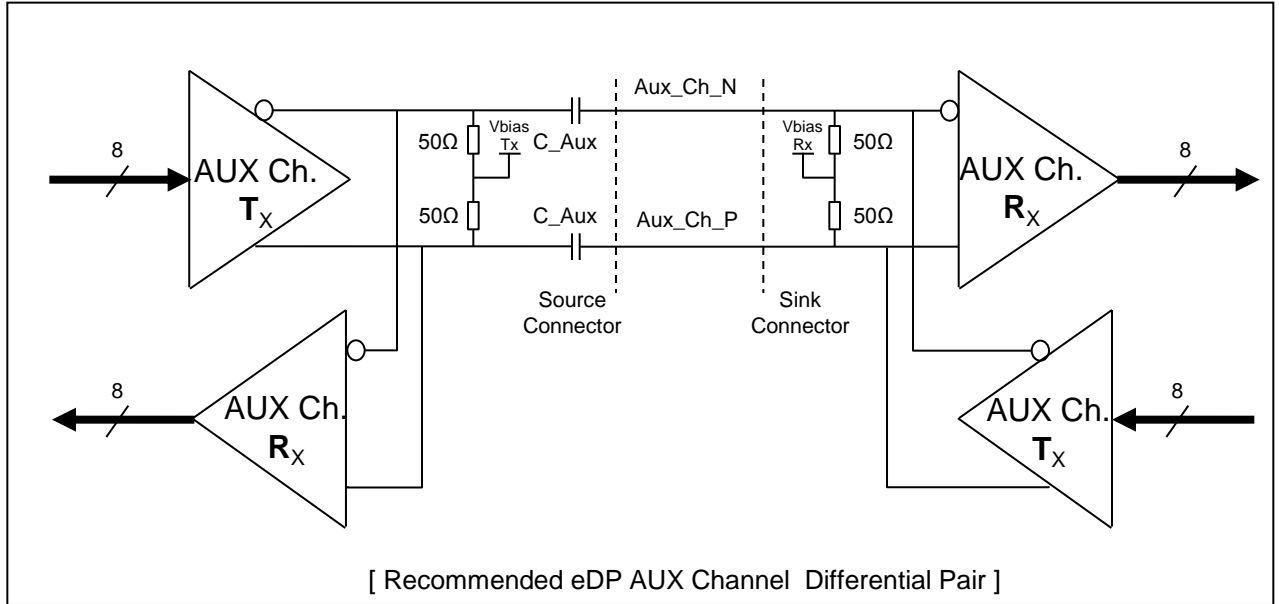 Aux_Ch_N
Vbias
Tx
50Ω
C_Aux
Vbias
Rx
50Ω
8
AUX Ch.
TX
8
AUX Ch.
RX
50Ω
C_Aux
Aux_Ch_P
50Ω
Source
Connector
Sink
Connector
8
AUX Ch.
RX
8
AUX Ch.
TX
[ Recommended eDP AUX Channel Differential Pair ]